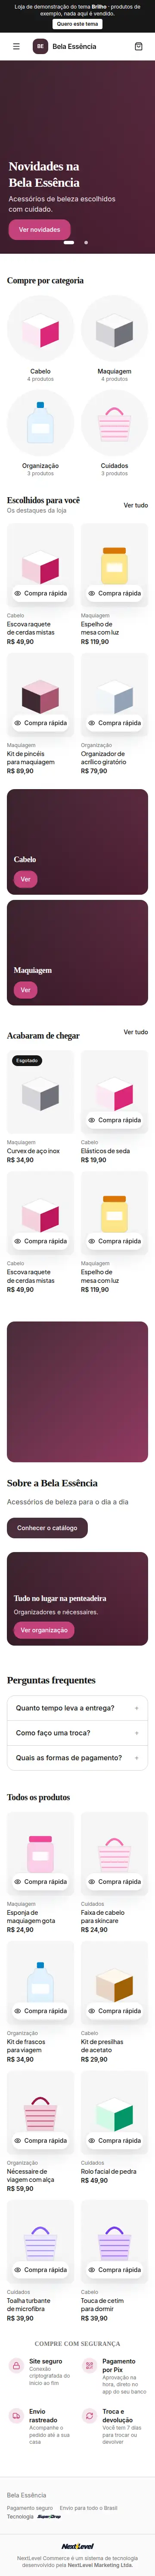 Loja de demonstração do tema Brilho · produtos de
exemplo, nada aqui é vendido.
Quero este tema
BE
Bela Essência
Novidades na
Bela Essência
Acessórios de beleza escolhidos
com cuidado.
Ver novidades
Compre por categoria
Cabelo
4 produtos
Maquiagem
4 produtos
Organização
3 produtos
Cuidados
3 produtos
Escolhidos para você
Os destaques da loja
Ver tudo
Compra rápida
Cabelo
Escova raquete
de cerdas mistas
R$ 49,90
Compra rápida
Maquiagem
Espelho de
mesa com luz
R$ 119,90
Compra rápida
Maquiagem
Kit de pincéis
para maquiagem
R$ 89,90
Compra rápida
Organização
Organizador de
acrílico giratório
R$ 79,90
Cabelo
Ver
Maquiagem
Ver
Acabaram de chegar
Ver tudo
Esgotado
Maquiagem
Curvex de aço inox
R$ 34,90
Compra rápida
Cabelo
Elásticos de seda
R$ 19,90
Compra rápida
Cabelo
Escova raquete
de cerdas mistas
R$ 49,90
Compra rápida
Maquiagem
Espelho de
mesa com luz
R$ 119,90
Sobre a Bela Essência
Acessórios de beleza para o dia a dia
Conhecer o catálogo
Tudo no lugar na penteadeira
Organizadores e nécessaires.
Ver organização
Perguntas frequentes
Quanto tempo leva a entrega? +
Como faço uma troca? +
Quais as formas de pagamento? +
Todos os produtos
Compra rápida
Maquiagem
Esponja de
maquiagem gota
R$ 24,90
Compra rápida
Cuidados
Faixa de cabelo
para skincare
R$ 24,90
Compra rápida
Organização
Kit de frascos
para viagem
R$ 34,90
Compra rápida
Cabelo
Kit de presilhas
de acetato
R$ 29,90
Compra rápida
Organização
Nécessaire de
viagem com alça
R$ 59,90
Compra rápida
Cuidados
Rolo facial de pedra
R$ 49,90
Compra rápida
Cuidados
Toalha turbante
de microfibra
R$ 39,90
Compra rápida
Cabelo
Touca de cetim
para dormir
R$ 39,90
COMPRE COM SEGURANÇA
Site seguro
Conexão
criptografada do
início ao fim
Pagamento
por Pix
Aprovação na
hora, direto no
app do seu banco
Envio
rastreado
Acompanhe o
pedido até a sua
casa
Troca e
devolução
Você tem 7 dias
para trocar ou
devolver
Bela Essência
Pagamento seguro Envio para todo o Brasil
Tecnologia SuperDrop
NextLevel
NextLevel Commerce é um sistema de tecnologia
desenvolvido pela NextLevel Marketing Ltda.